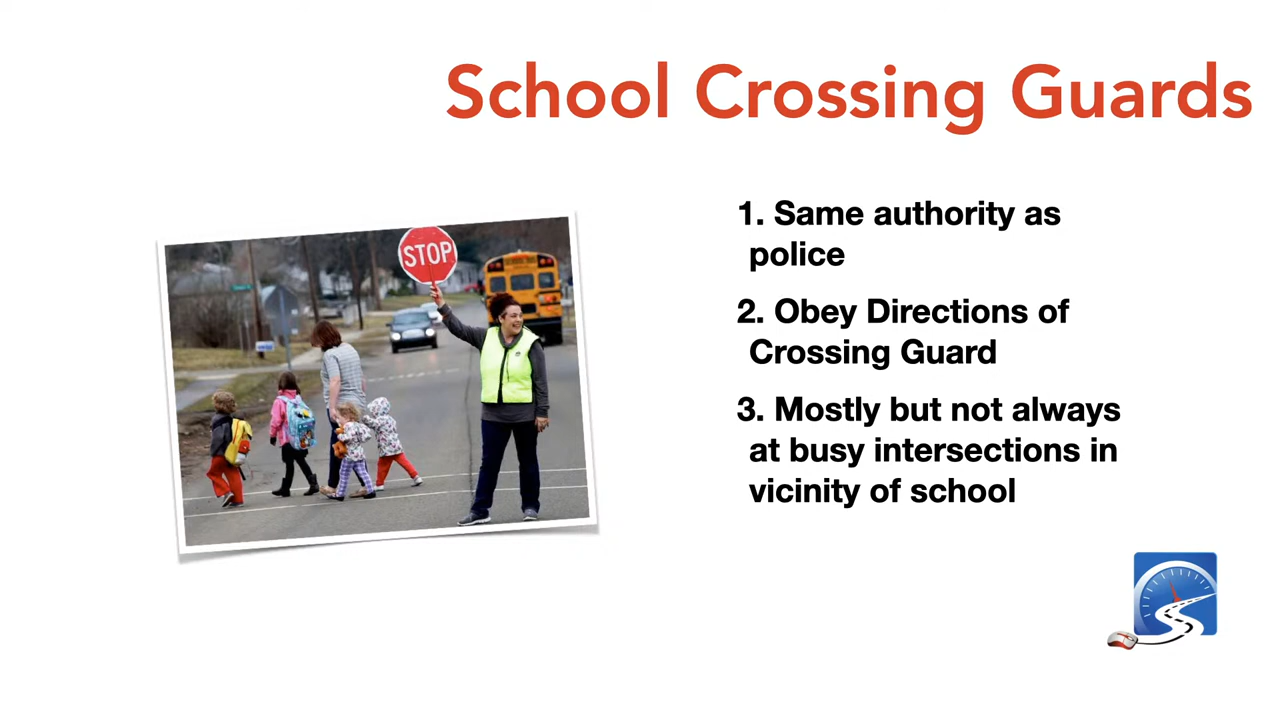 School Crossing Guards
1. Same authority as
police
2. Obey Directions of
Crossing Guard
3. Mostly but not always
at busy intersections in
vicinity of school
STOP